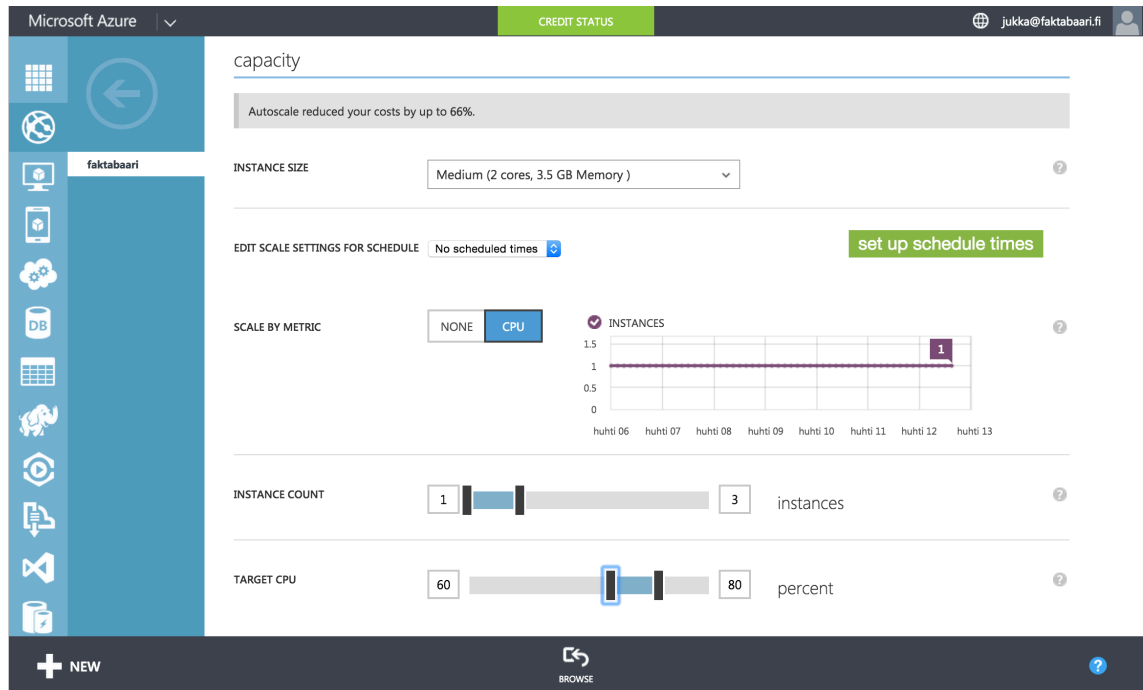 Microsoft Azure
CREDIT STATUS
jukka@faktabaari.fi
capacity
Autoscale reduced your costs by up to 66%.
faktabaari
INSTANCE SIZE
Medium (2 cores, 3.5 GB Memory )
?
EDIT SCALE SETTINGS FOR SCHEDULE
No scheduled times
set up schedule times
SCALE BY METRIC
NONE
CPU
INSTANCES
?
1.5
1
0.5
0
1
huhti 06 huhti 07 huhti 08 huhti 09 huhti 10 huhti 11 huhti 12 huhti 13
DB
INSTANCE COUNT
1
3
instances
?
TARGET CPU
60
80
percent
?
NEW
BROWSE
?